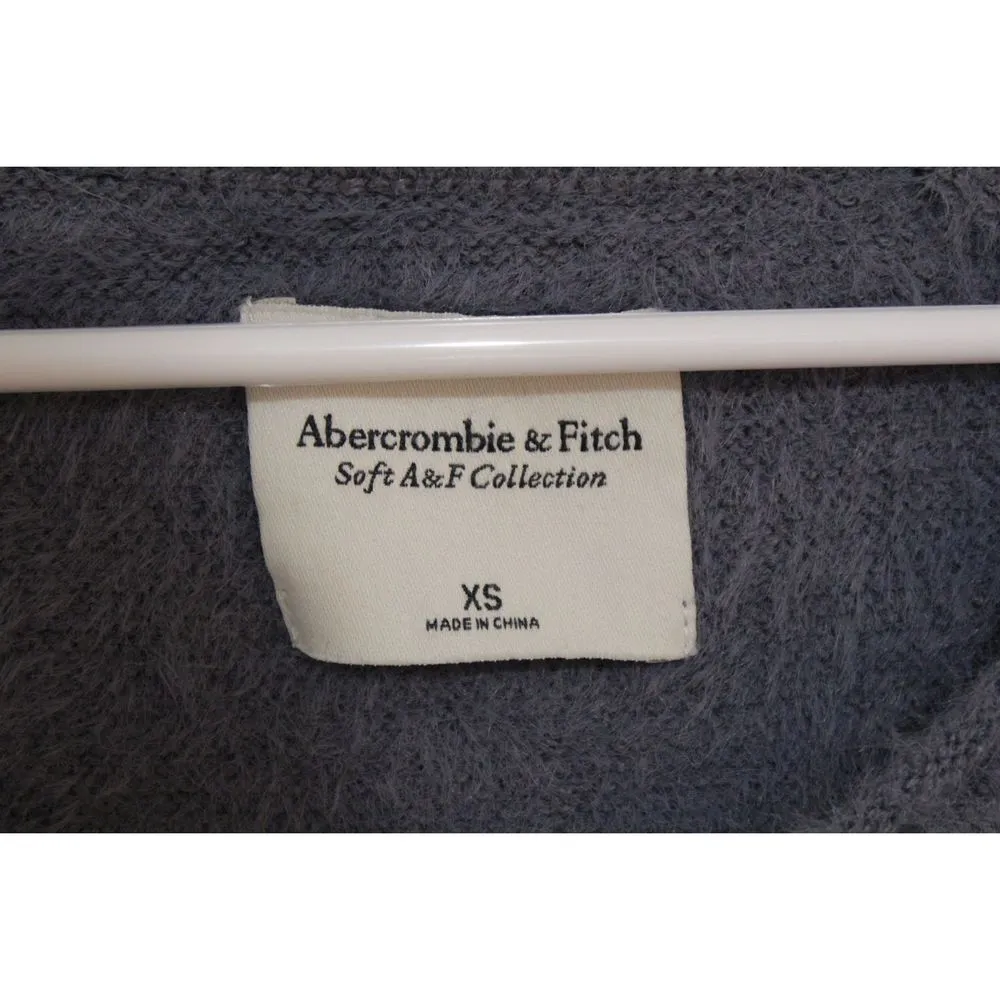 Abercrombie & Fitch
Soft A&F Collection
XS
MADE IN CHINA